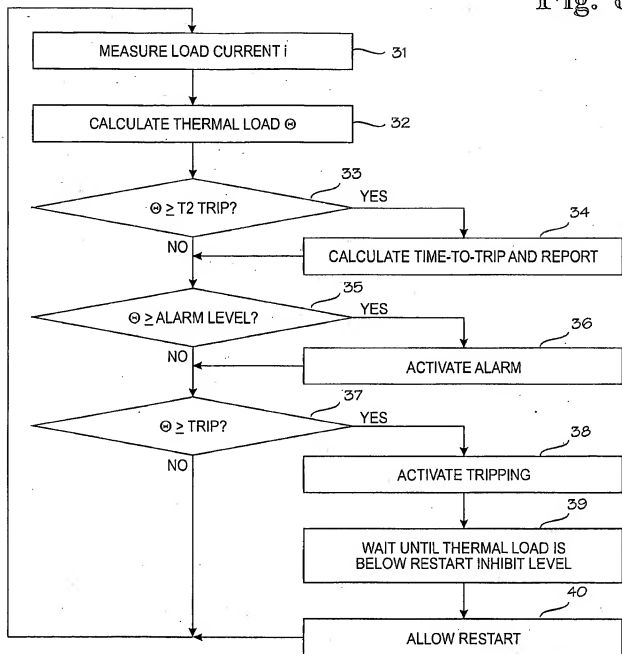 Fig.
MEASURE LOAD CURRENT i
31
CALCULATE THERMAL LOAD Θ
32
33
Θ ≥ T2 TRIP?
YES
34
NO
CALCULATE TIME-TO-TRIP AND REPORT
35
Θ ≥ ALARM LEVEL?
YES
36
NO
ACTIVATE ALARM
37
Θ ≥ TRIP?
YES
38
NO
ACTIVATE TRIPPING
39
WAIT UNTIL THERMAL LOAD IS
BELOW RESTART INHIBIT LEVEL
40
ALLOW RESTART